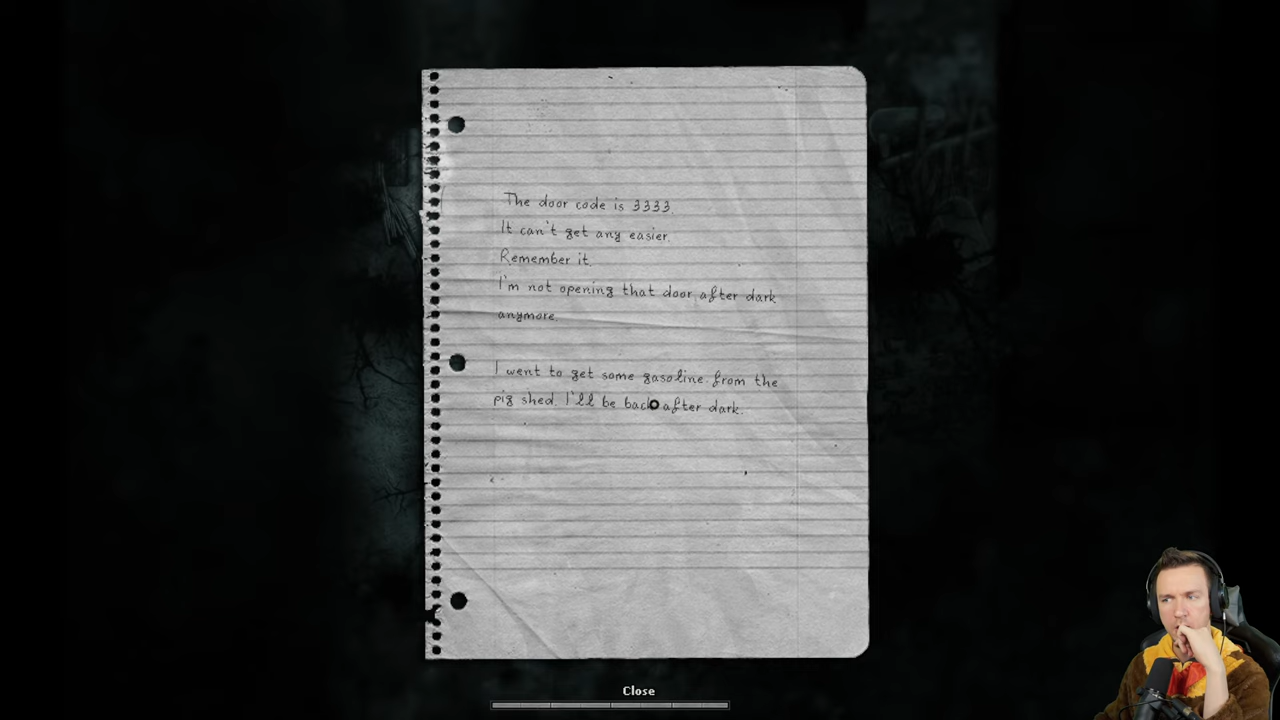 The door code is 3333.
It can't get any easier.
Remember it.
I'm not opening that door after dark
anymore.
I went to get some gasoline from the
pig shed. I'll be back after dark.
Close